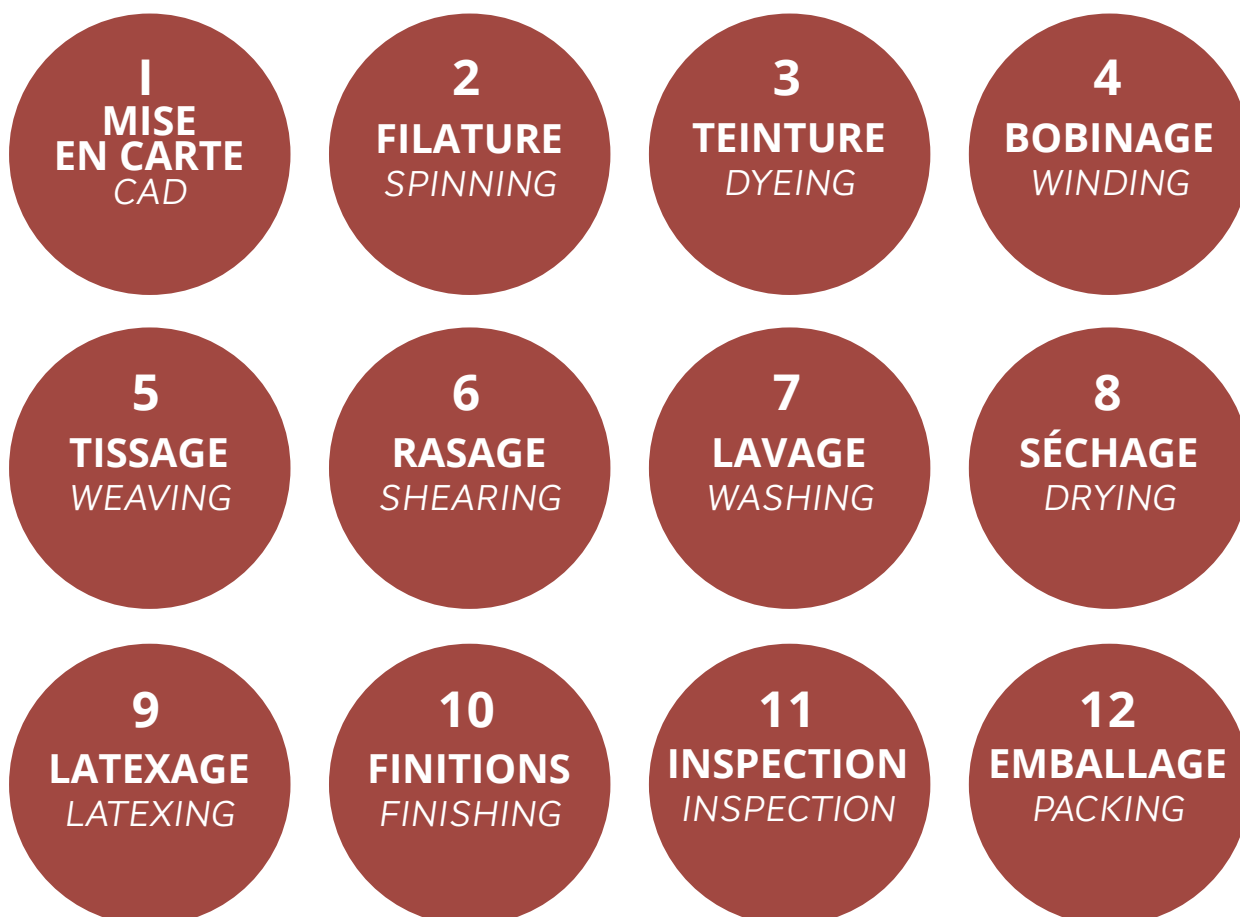 I
MISE
EN CARTE
CAD
2
FILATURE
SPINNING
3
TEINTURE
DYEING
4
BOBINAGE
WINDING
5
TISSAGE
WEAVING
6
RASAGE
SHEARING
7
LAVAGE
WASHING
8
SÉCHAGE
DRYING
9
LATEXAGE
LATEXING
10
FINITIONS
FINISHING
11
INSPECTION
INSPECTION
12
EMBALLAGE
PACKING